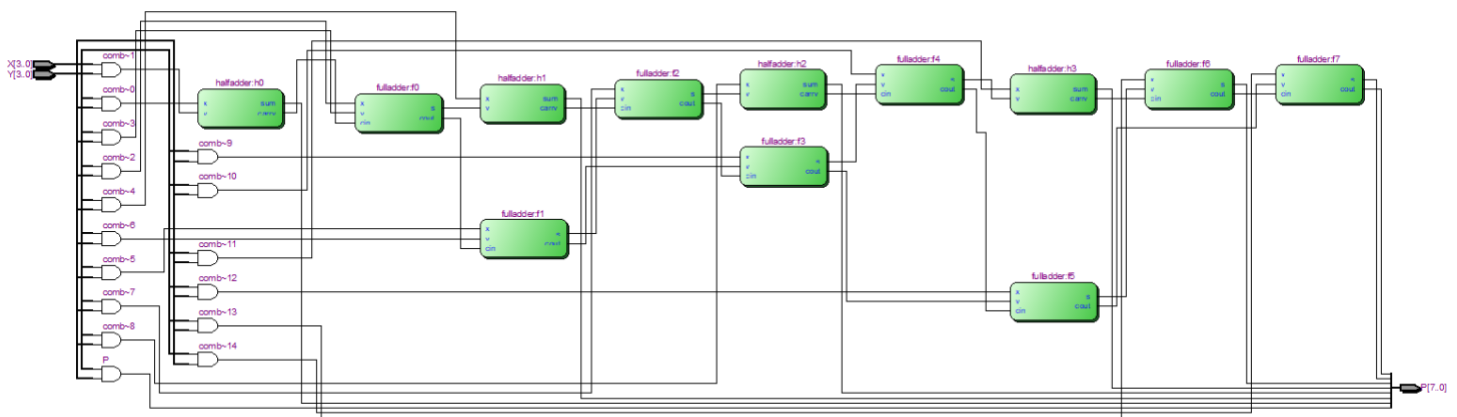 X[3..0]
Y[3..0]
comb~1
comb~0
comb~3
comb~2
comb~4
comb~6
comb~5
comb~7
comb~8
P
comb~9
comb~10
comb~11
comb~12
comb~13
comb~14
halfadder:h0
x
sum
carry
fulladder:f0
s
cout
cin
halfadder:h1
x
sum
carry
fulladder:f1
x
cout
cin
fulladder:f2
s
cout
cin
halfadder:h2
x
sum
carry
fulladder:f3
cout
cin
fulladder:f4
cout
cin
halfadder:h3
x
sum
carry
fulladder:f5
x
s
cout
cin
fulladder:f6
s
cout
cin
fulladder:f7
cout
cin
P[7..0]